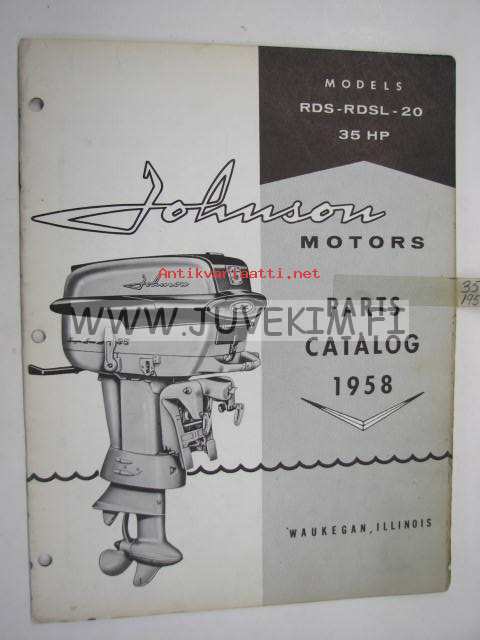 MODELS
RDS-RDSL-20
35 HP
Johnson
MOTORS
Antikvariaatti.net
Johnson
35
195
WWW.JUVEKIM.FI
PARTS
CATALOG
1958
WAUKEGAN, ILLINOIS